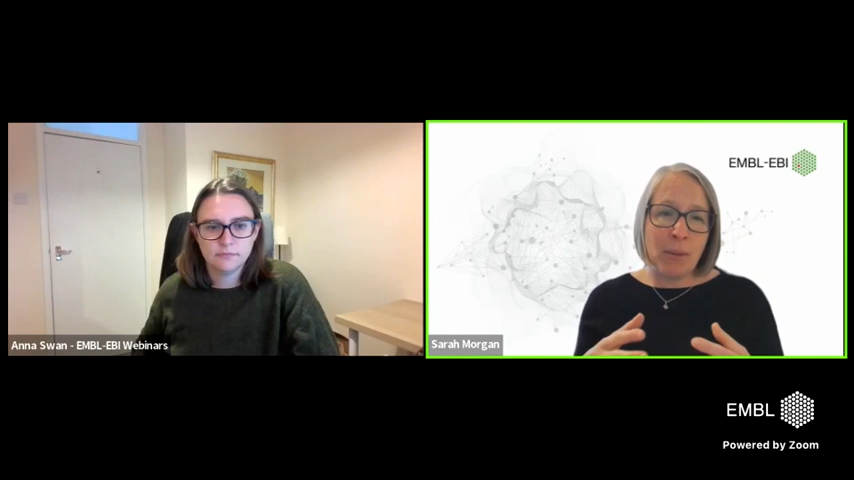 EMBL-EBI
Anna Swan - EMBL-EBI Webinars
Sarah Morgan
EMBL
Powered by Zoom